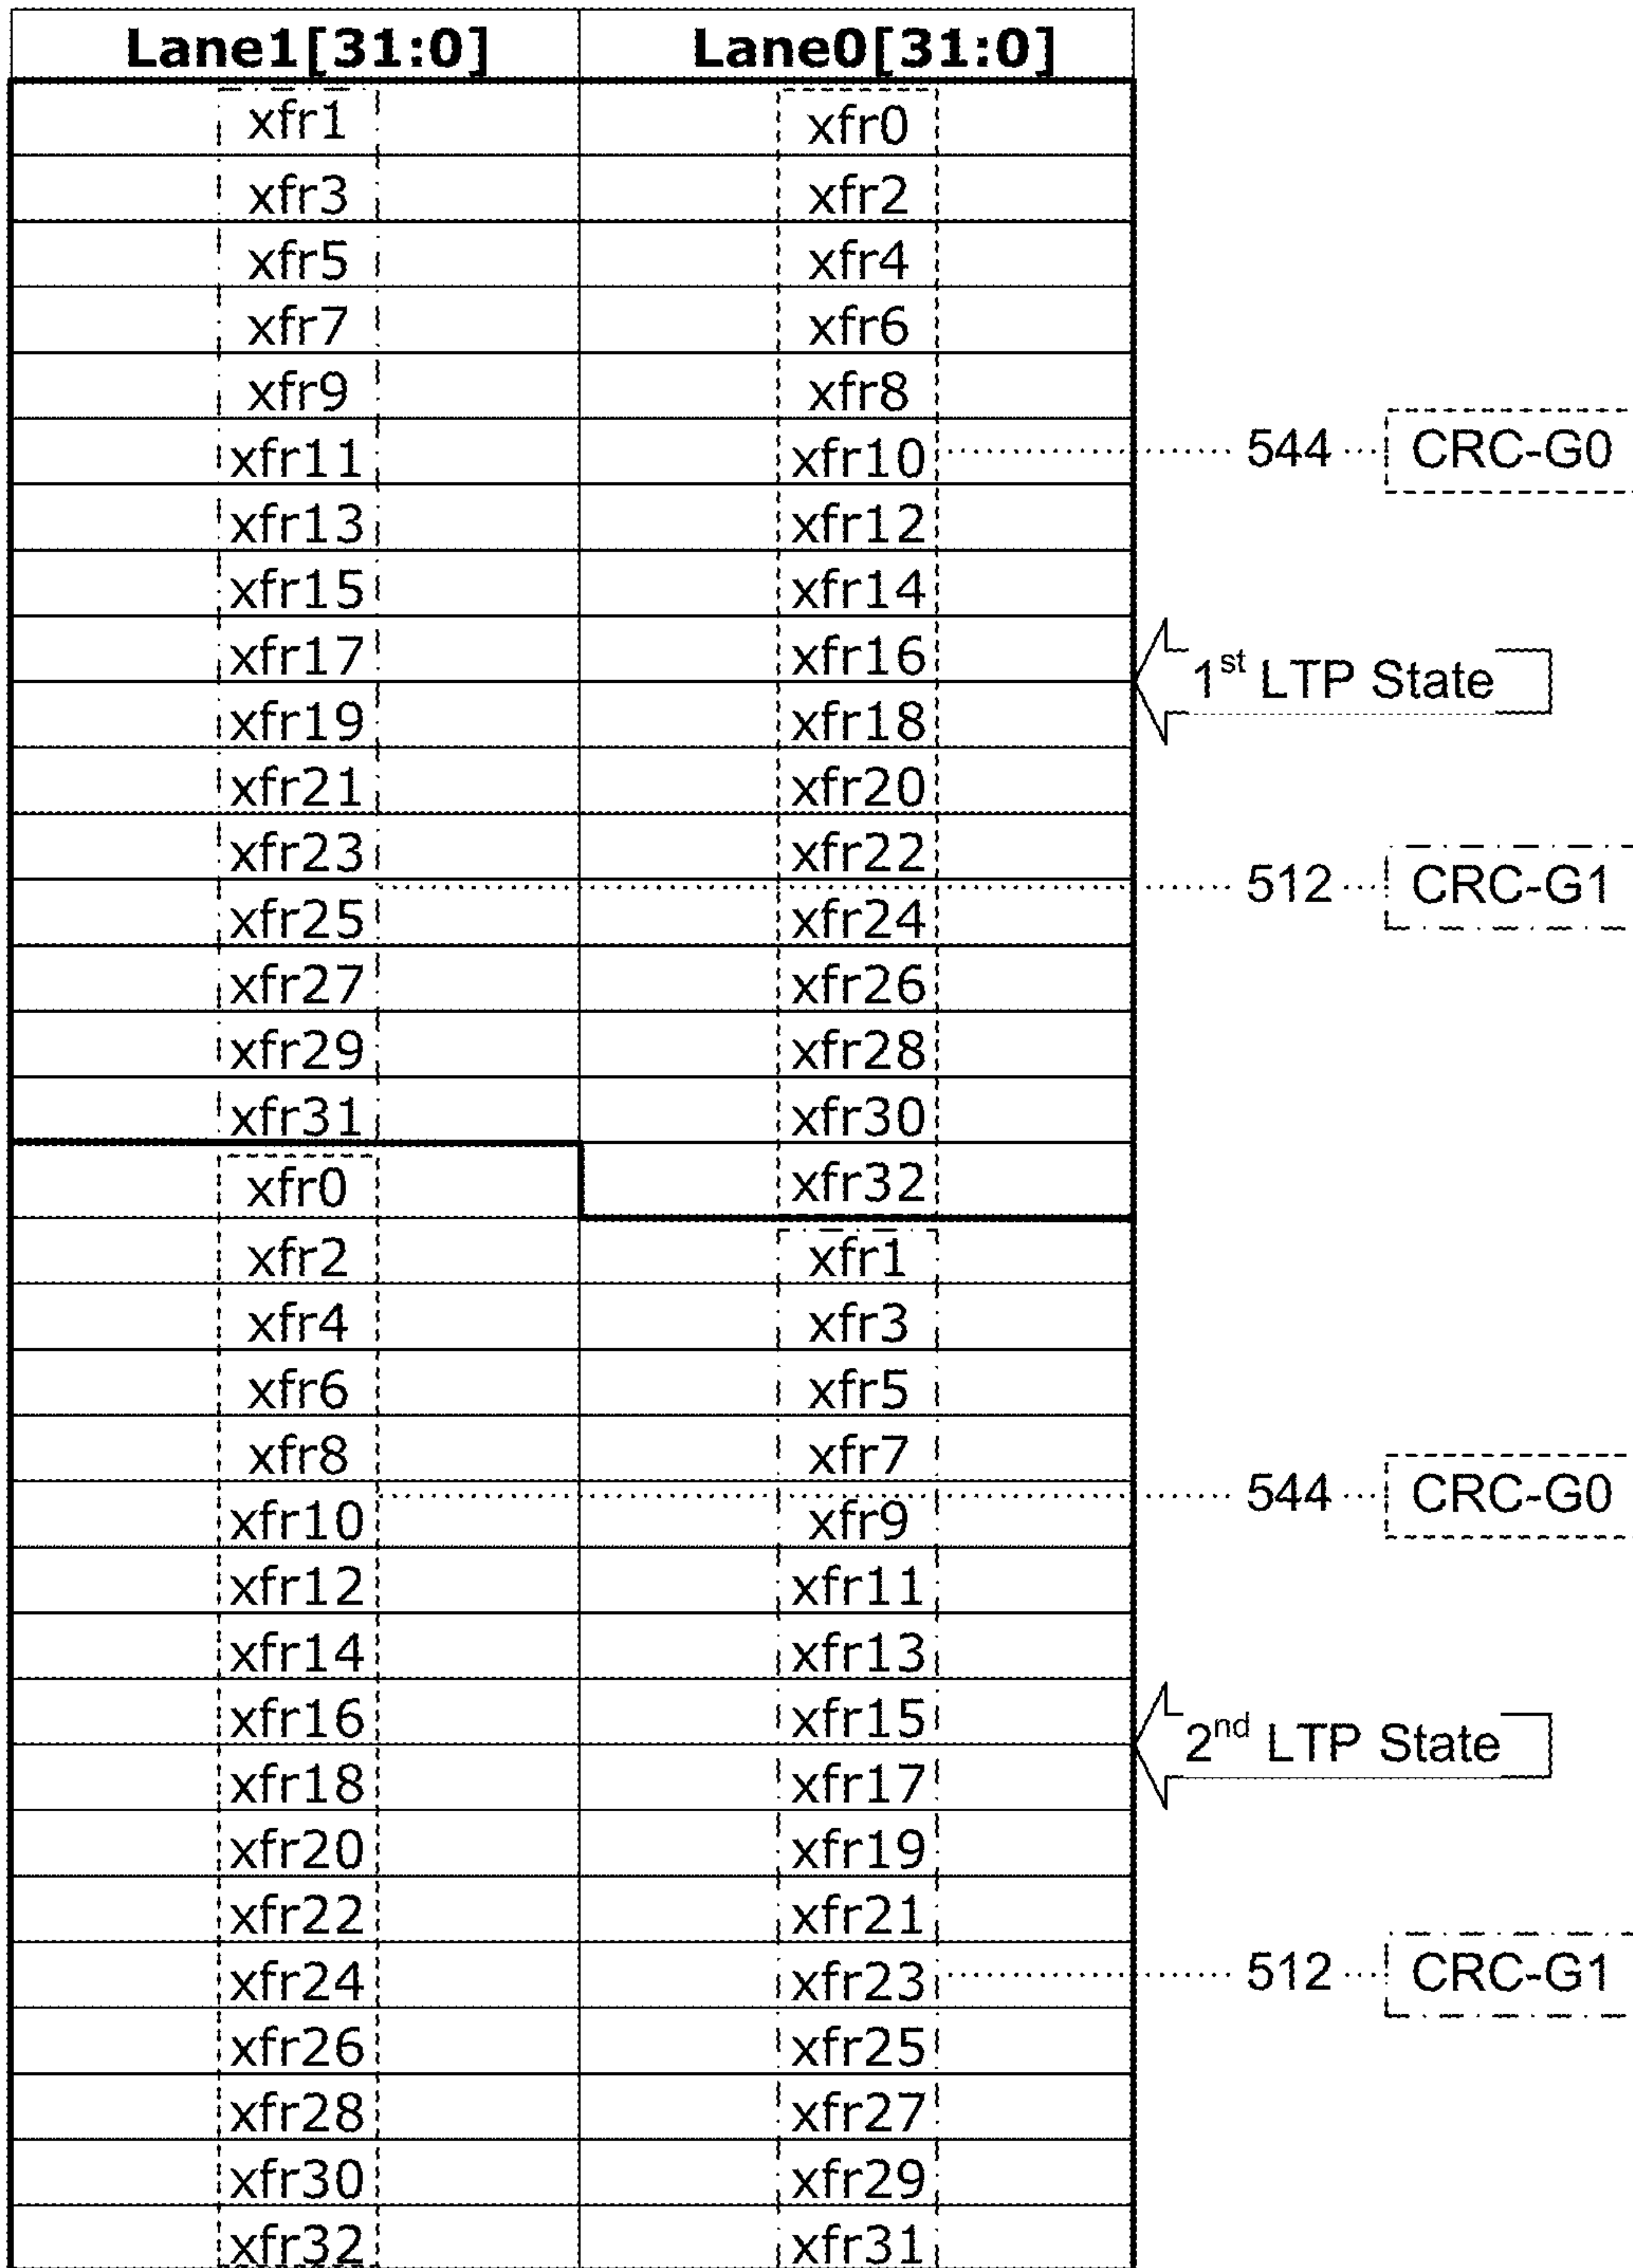 Lane1[31:0] Lane0[31:0]
xfr1 xfr0
xfr3 xfr2
xfr5 xfr4
xfr7 xfr6
xfr9 xfr8
xfr11 xfr10 544 CRC-G0
xfr13 xfr12
xfr15 xfr14
xfr17 xfr16
1st LTP State
xfr19 xfr18
xfr21 xfr20
xfr23 xfr22
512 CRC-G1
xfr25 xfr24
xfr27 xfr26
xfr29 xfr28
xfr31 xfr30
xfr0 xfr32
xfr2 xfr1
xfr4 xfr3
xfr6 xfr5
xfr8 xfr7
544 CRC-G0
xfr10 xfr9
xfr12 xfr11
xfr14 xfr13
xfr16 xfr15
2nd LTP State
xfr18 xfr17
xfr20 xfr19
xfr22 xfr21
xfr24 xfr23 512 CRC-G1
xfr26 xfr25
xfr28 xfr27
xfr30 xfr29
xfr32 xfr31